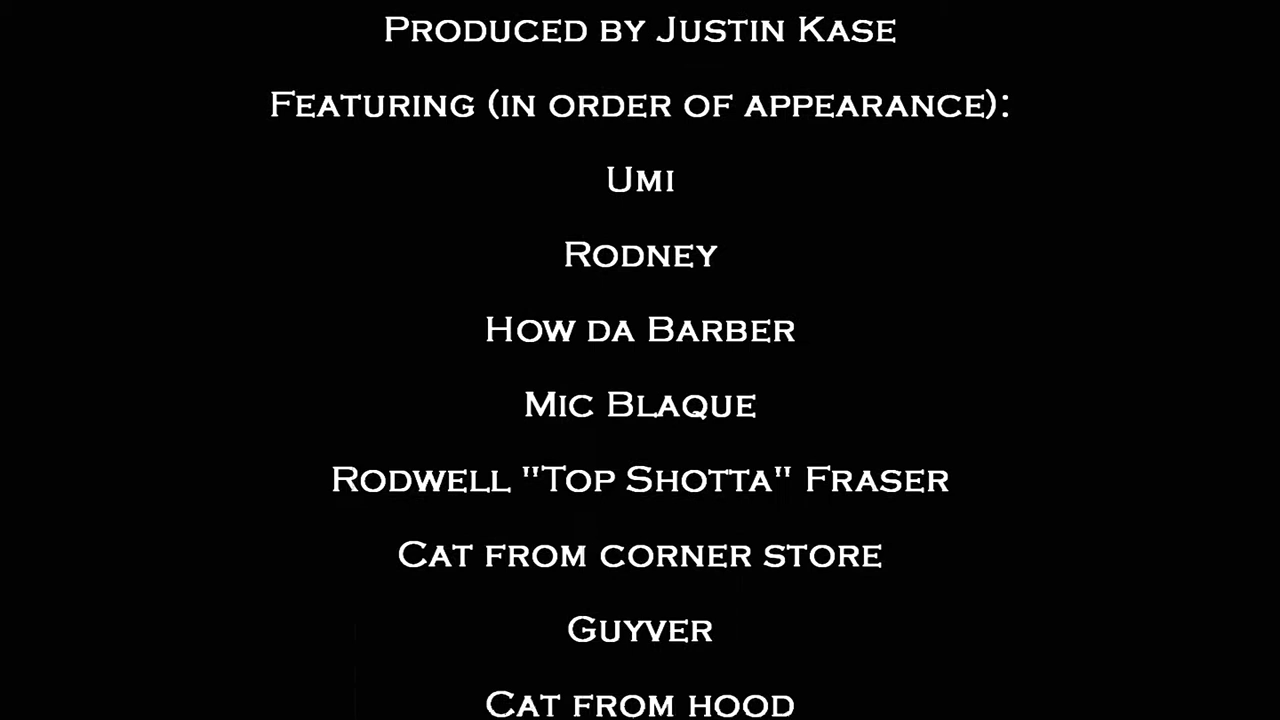 Produced by Justin Kase
Featuring (in order of appearance):
Umi
Rodney
How da Barber
Mic Blaque
Rodwell "Top Shotta" Fraser
Cat from corner store
Guyver
Cat from hood